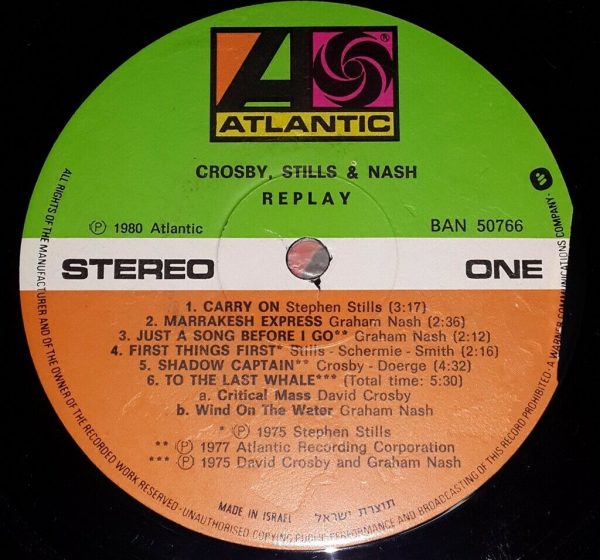 ATLANTIC
®
CROSBY, STILLS & NASH
REPLAY
Ⓟ 1980 Atlantic
BAN 50766
STEREO
ONE
1. CARRY ON Stephen Stills (3:17)
2. MARRAKESH EXPRESS Graham Nash (2:36)
3. JUST A SONG BEFORE I GO** Graham Nash (2:12)
4. FIRST THINGS FIRST* Stills - Schermie - Smith (2:16)
5. SHADOW CAPTAIN** Crosby - Doerge (4:32)
6. TO THE LAST WHALE*** (Total time: 5:30)
a. Critical Mass David Crosby
b. Wind On The Water Graham Nash
* Ⓟ 1975 Stephen Stills
** Ⓟ 1977 Atlantic Recording Corporation
*** Ⓟ 1975 David Crosby and Graham Nash
MADE IN ISRAEL תוצרת ישראל
ALL RIGHTS OF THE MANUFACTURER AND OF THE OWNER OF THE RECORDED WORK RESERVED-UNAUTHORISED COPYING PUBLIC PERFORMANCE AND BROADCASTING OF THIS RECORD PROHIBITED-A WARNER COMMUNICATIONS COMPANY-